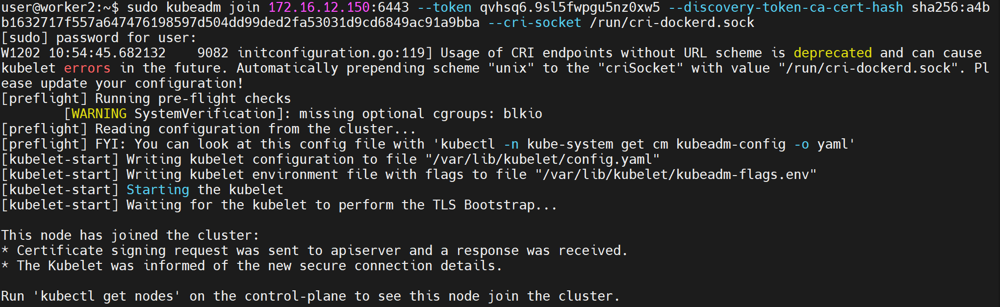 user@worker2:~$ sudo kubeadm join 172.16.12.150:6443 --token qvhsq6.9sl5fwpgu5nz0xw5 --discovery-token-ca-cert-hash sha256:a4b
b1632717f557a647476198597d504dd99ded2fa53031d9cd6849ac91a9bba --cri-socket /run/cri-dockerd.sock
[sudo] password for user:
W1202 10:54:45.682132    9082 initconfiguration.go:119] Usage of CRI endpoints without URL scheme is deprecated and can cause
kubelet errors in the future. Automatically prepending scheme "unix" to the "criSocket" with value "/run/cri-dockerd.sock". Pl
ease update your configuration!
[preflight] Running pre-flight checks
        [WARNING SystemVerification]: missing optional cgroups: blkio
[preflight] Reading configuration from the cluster...
[preflight] FYI: You can look at this config file with 'kubectl -n kube-system get cm kubeadm-config -o yaml'
[kubelet-start] Writing kubelet configuration to file "/var/lib/kubelet/config.yaml"
[kubelet-start] Writing kubelet environment file with flags to file "/var/lib/kubelet/kubeadm-flags.env"
[kubelet-start] Starting the kubelet
[kubelet-start] Waiting for the kubelet to perform the TLS Bootstrap...

This node has joined the cluster:
* Certificate signing request was sent to apiserver and a response was received.
* The Kubelet was informed of the new secure connection details.

Run 'kubectl get nodes' on the control-plane to see this node join the cluster.